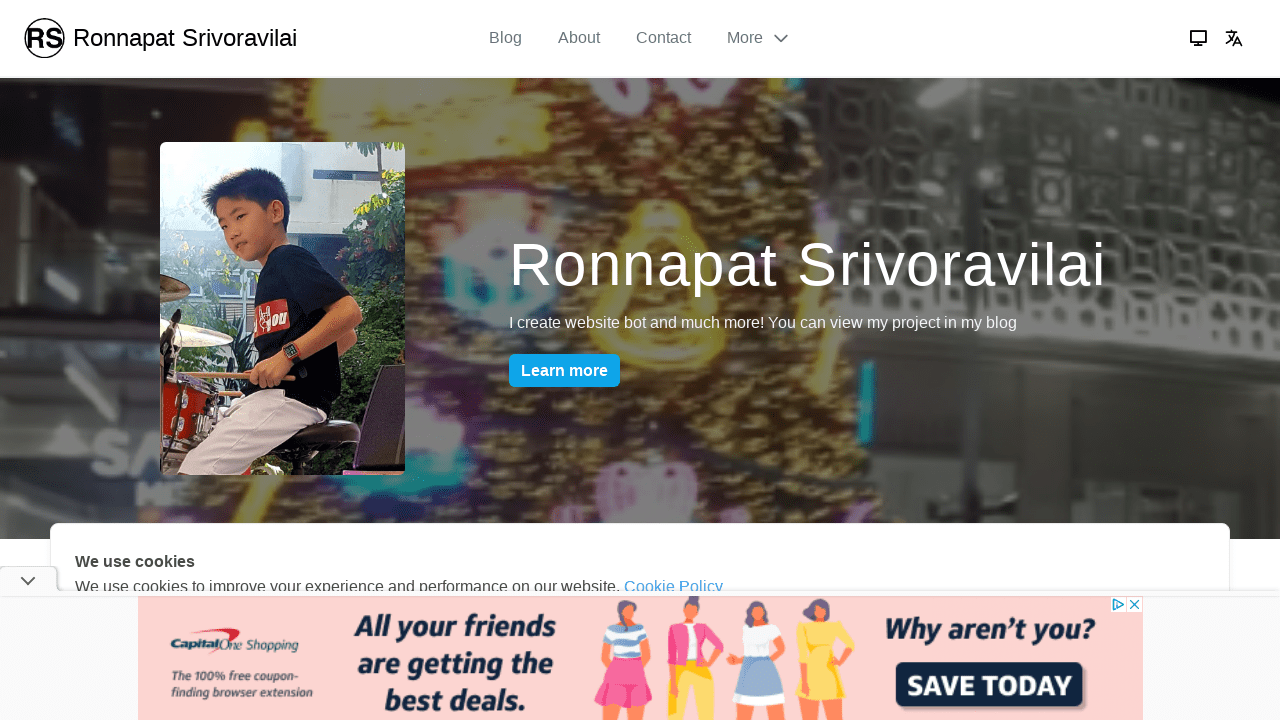 RS Ronnapat Srivoravilai
Blog
About
Contact
More
Ronnapat Srivoravilai
I create website bot and much more! You can view my project in my blog
Learn more
We use cookies
We use cookies to improve your experience and performance on our website. Cookie Policy
Capital One Shopping
The 100% free coupon-
finding browser extension
All your friends
are getting the
best deals.
Why aren't you?
SAVE TODAY